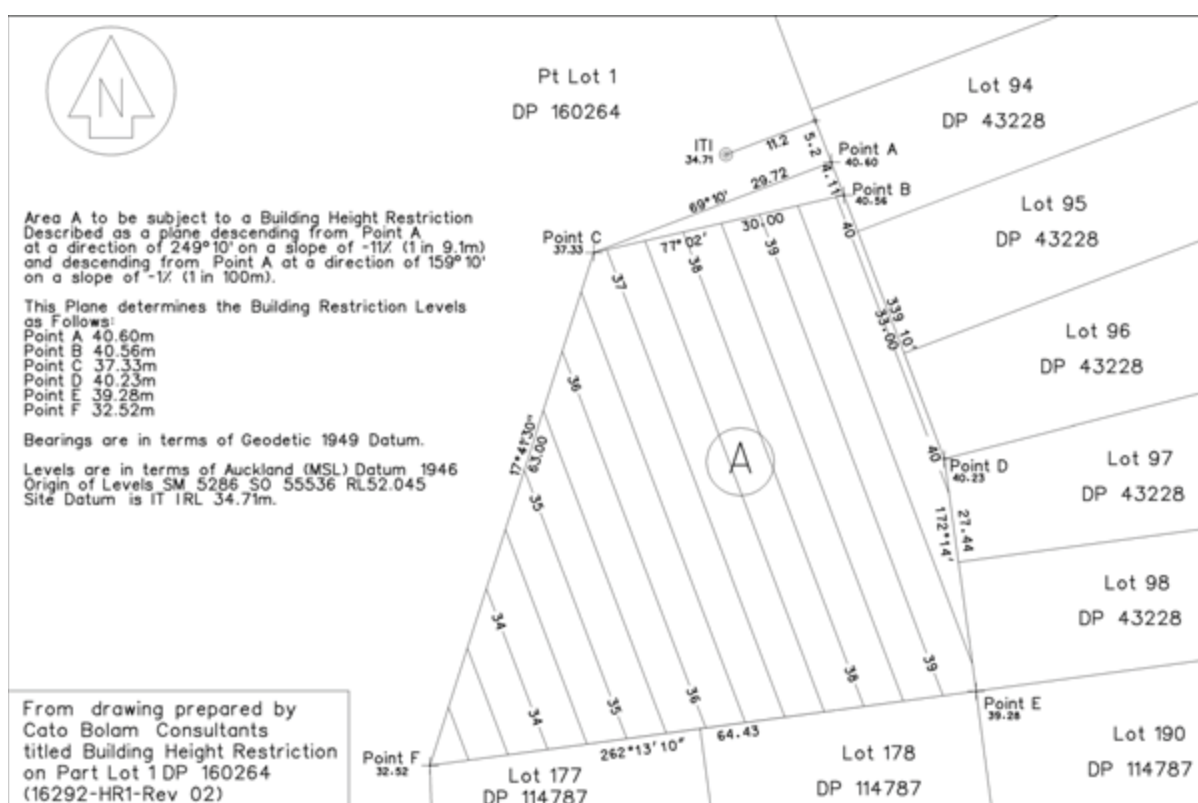 N
Pt Lot 1
DP 160264
Lot 94
DP 43228
ITI
34.71
11.2
5.2
Point A
40.60
4.11
29.72
69°10'
Point B
40.56
30.00
77°02'
Point C
37.33
Lot 95
DP 43228
Area A to be subject to a Building Height Restriction
Described as a plane descending from Point A
at a direction of 249°10' on a slope of -11% (1 in 9.1m)
and descending from Point A at a direction of 159°10'
on a slope of -1% (1 in 100m).
This Plane determines the Building Restriction Levels
as Follows:
Point A 40.60m
Point B 40.56m
Point C 37.33m
Point D 40.23m
Point E 39.28m
Point F 32.52m
Bearings are in terms of Geodetic 1949 Datum.
Levels are in terms of Auckland (MSL) Datum 1946
Origin of Levels SM 5286 SO 55536 RL52.045
Site Datum is IT IRL 34.71m.
37
38
39
40
339 10'
33.00
Lot 96
DP 43228
36
17°47'30"
63.00
A
40
Point D
40.23
Lot 97
DP 43228
35
172°14'
27.44
Lot 98
DP 43228
34
34
35
36
38
39
Point E
39.28
Point F
32.52
262°13'10"
64.43
Lot 177
DP 114787
Lot 178
DP 114787
Lot 190
DP 114787
From drawing prepared by
Cato Bolam Consultants
titled Building Height Restriction
on Part Lot 1 DP 160264
(16292-HR1-Rev 02)